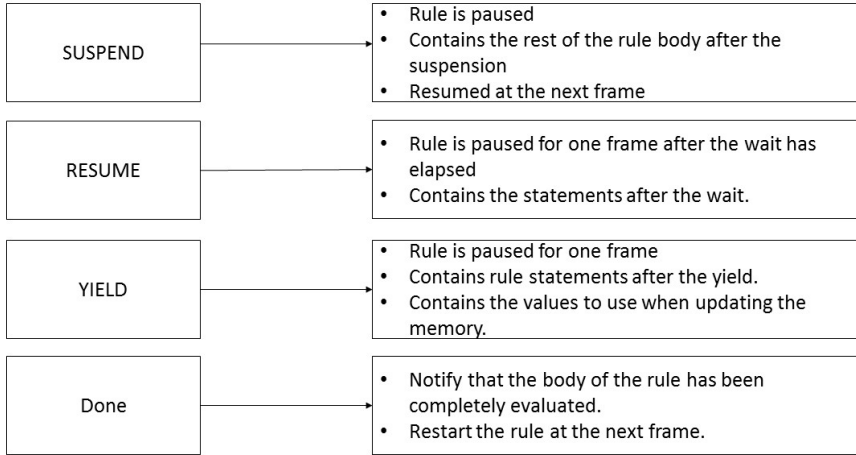 SUSPEND
• Rule is paused
• Contains the rest of the rule body after the
suspension
• Resumed at the next frame
RESUME
• Rule is paused for one frame after the wait has
elapsed
• Contains the statements after the wait.
YIELD
• Rule is paused for one frame
• Contains rule statements after the yield.
• Contains the values to use when updating the
memory.
Done
• Notify that the body of the rule has been
completely evaluated.
• Restart the rule at the next frame.